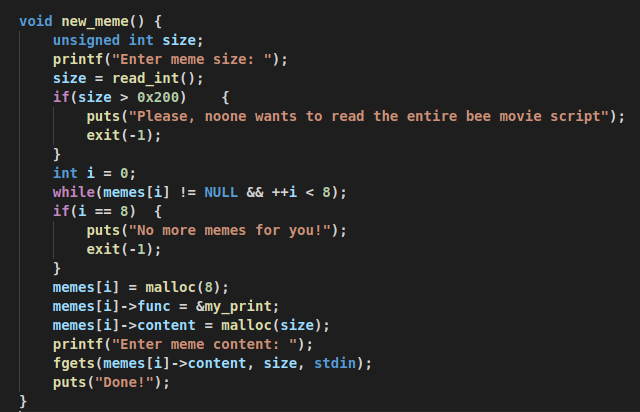 void new_meme() {
    unsigned int size;
    printf("Enter meme size: ");
    size = read_int();
    if(size > 0x200)    {
        puts("Please, noone wants to read the entire bee movie script");
        exit(-1);
    }
    int i = 0;
    while(memes[i] != NULL && ++i < 8);
    if(i == 8)  {
        puts("No more memes for you!");
        exit(-1);
    }
    memes[i] = malloc(8);
    memes[i]->func = &my_print;
    memes[i]->content = malloc(size);
    printf("Enter meme content: ");
    fgets(memes[i]->content, size, stdin);
    puts("Done!");
}